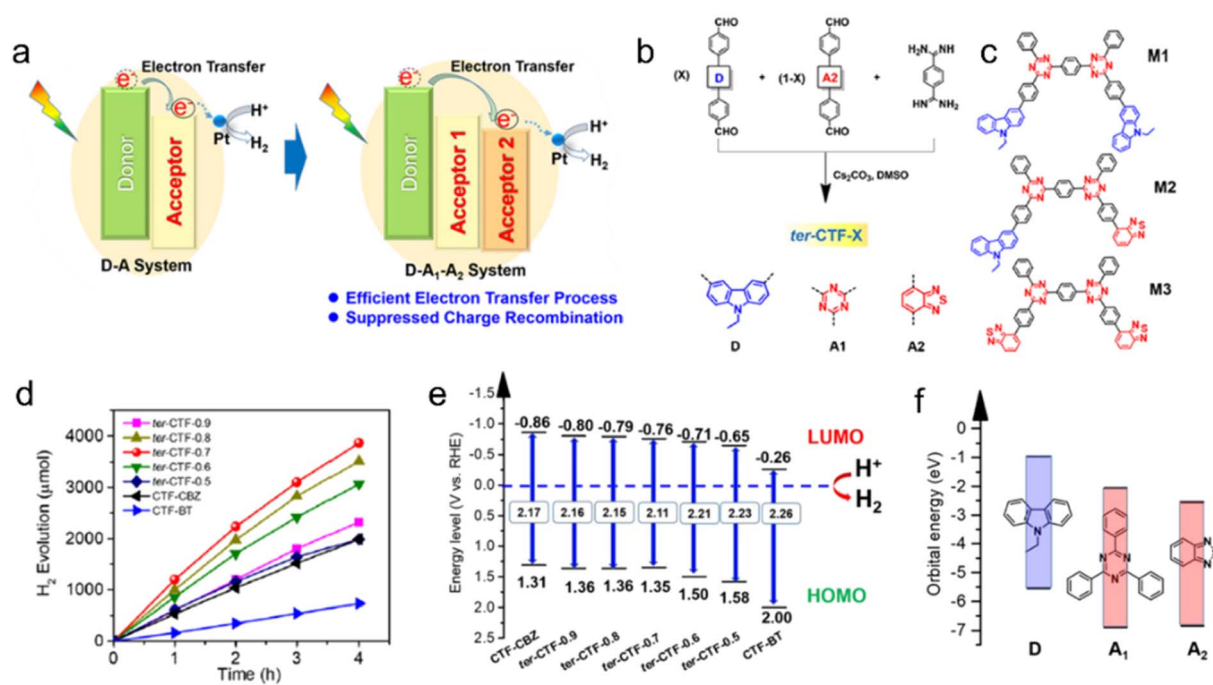 a
e⁻
Electron Transfer
e⁻
H⁺
Pt
H₂
Donor
Acceptor
D-A System
e⁻
Electron Transfer
e⁻
H⁺
Pt
H₂
Donor
Acceptor 1
Acceptor 2
D-A₁-A₂ System
Efficient Electron Transfer Process
Suppressed Charge Recombination
b
CHO
CHO
H₂N
NH
(X)
D
+
(1-X)
A2
+
CHO
CHO
HN
NH₂
Cs₂CO₃, DMSO
ter-CTF-X
N
N
N
N
N
S
N
D
A1
A2
c
M1
N
N
N
N
N
N
N
N
M2
N
N
N
N
N
N
N
N
S
N
M3
N
N
N
N
N
N
N
S
N
N
S
N
d
H₂ Evolution (μmol)
4000
3000
2000
1000
0
ter-CTF-0.9
ter-CTF-0.8
ter-CTF-0.7
ter-CTF-0.6
ter-CTF-0.5
CTF-CBZ
CTF-BT
0 1 2 3 4
Time (h)
e
Energy level (V vs. RHE)
-1.5
-1.0
-0.5
0.0
0.5
1.0
1.5
2.0
2.5
-0.86 -0.80 -0.79 -0.76 -0.71 -0.65 -0.26
LUMO
H⁺
H₂
2.17 2.16 2.15 2.11 2.21 2.23 2.26
1.31 1.36 1.36 1.35 1.50 1.58 2.00
HOMO
CTF-CBZ
ter-CTF-0.9
ter-CTF-0.8
ter-CTF-0.7
ter-CTF-0.6
ter-CTF-0.5
CTF-BT
f
Orbital energy (eV)
0
-1
-2
-3
-4
-5
-6
-7
N
N
N
N
N
N
D
A₁
A₂